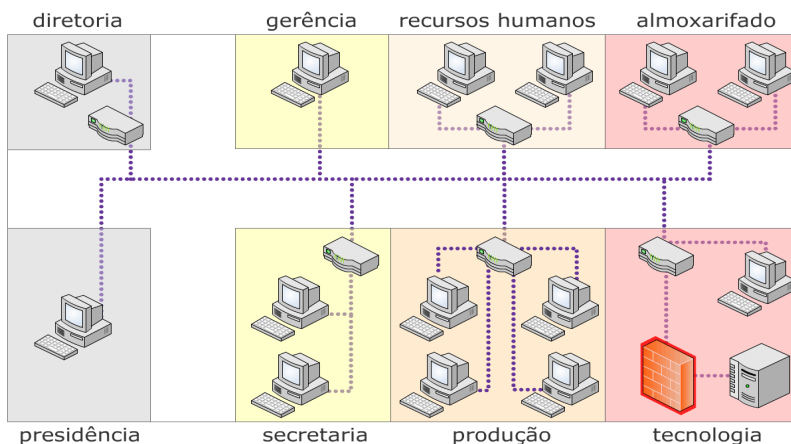 diretoria
gerência
recursos humanos
almoxarifado
presidência
secretaria
produção
tecnologia